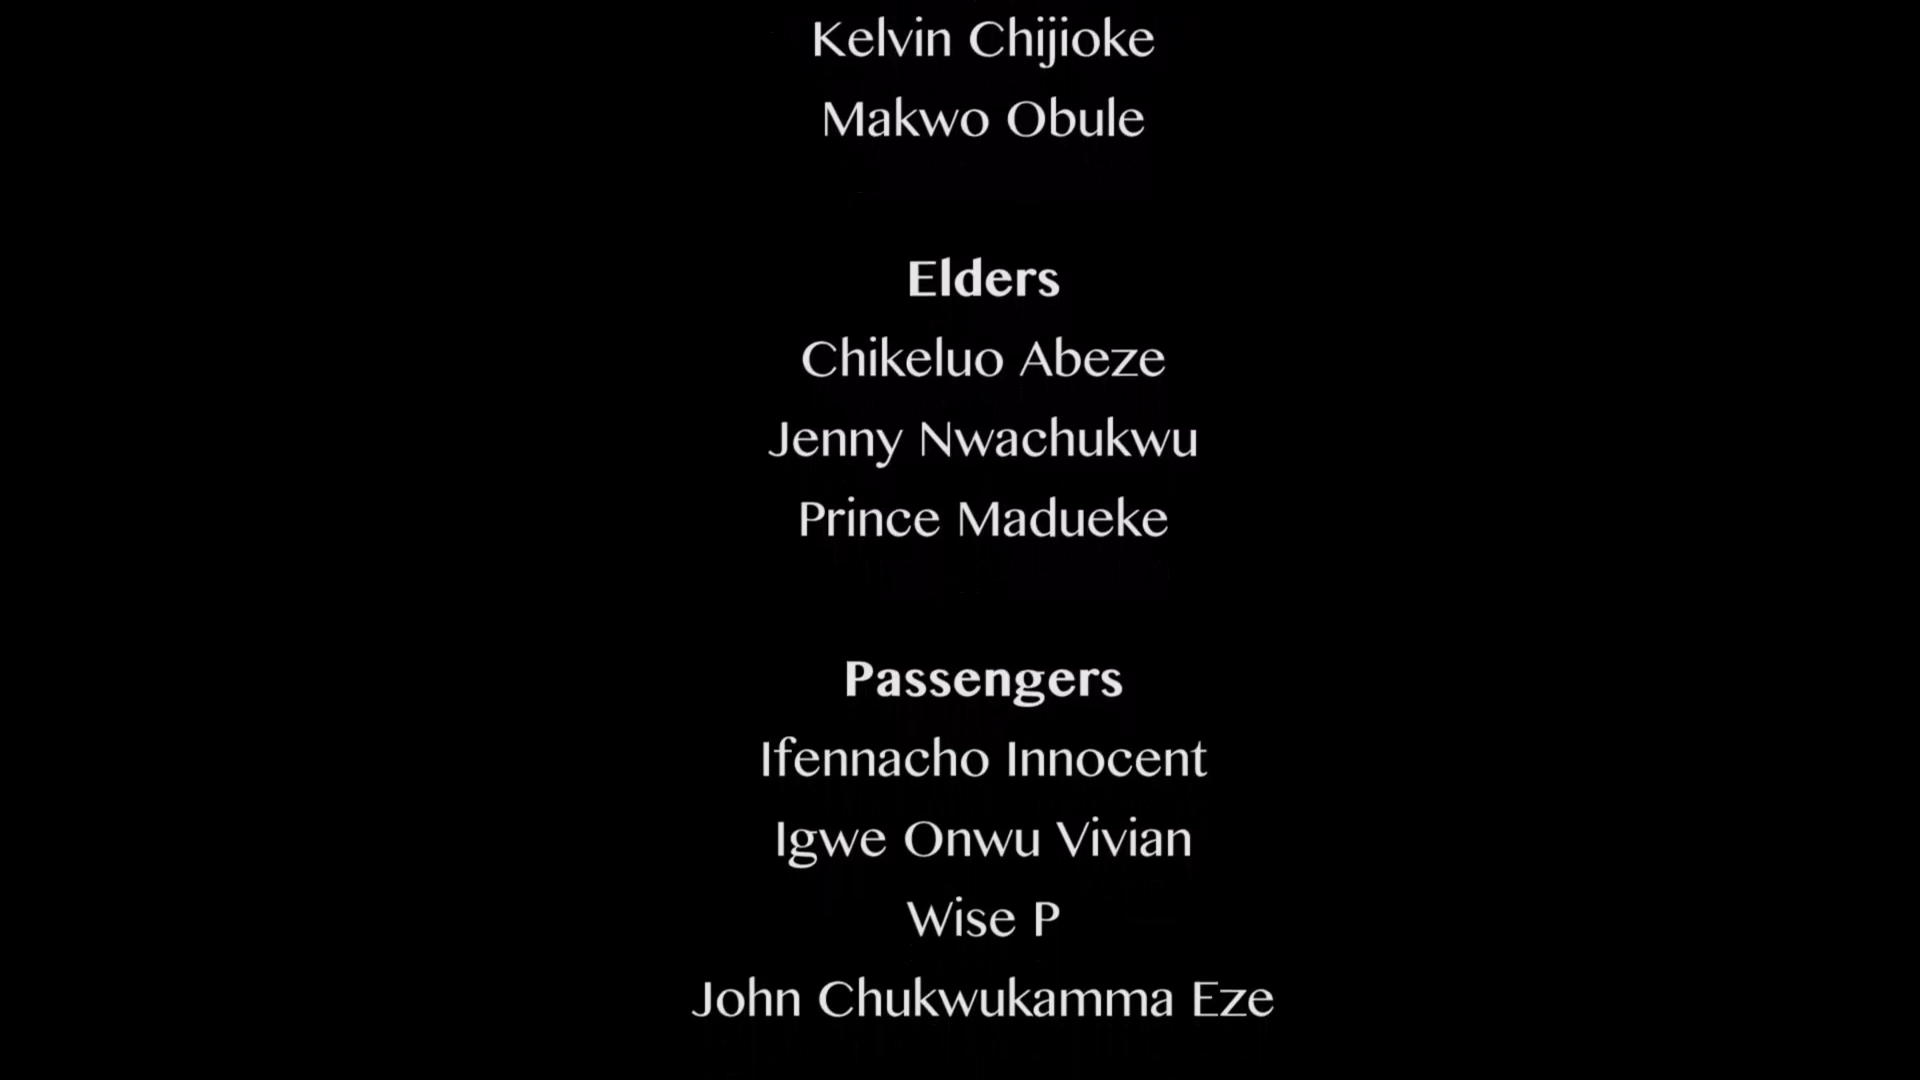 Kelvin Chijioke
Makwo Obule
Elders
Chikeluo Abeze
Jenny Nwachukwu
Prince Madueke
Passengers
Ifennacho Innocent
Igwe Onwu Vivian
Wise P
John Chukwukamma Eze